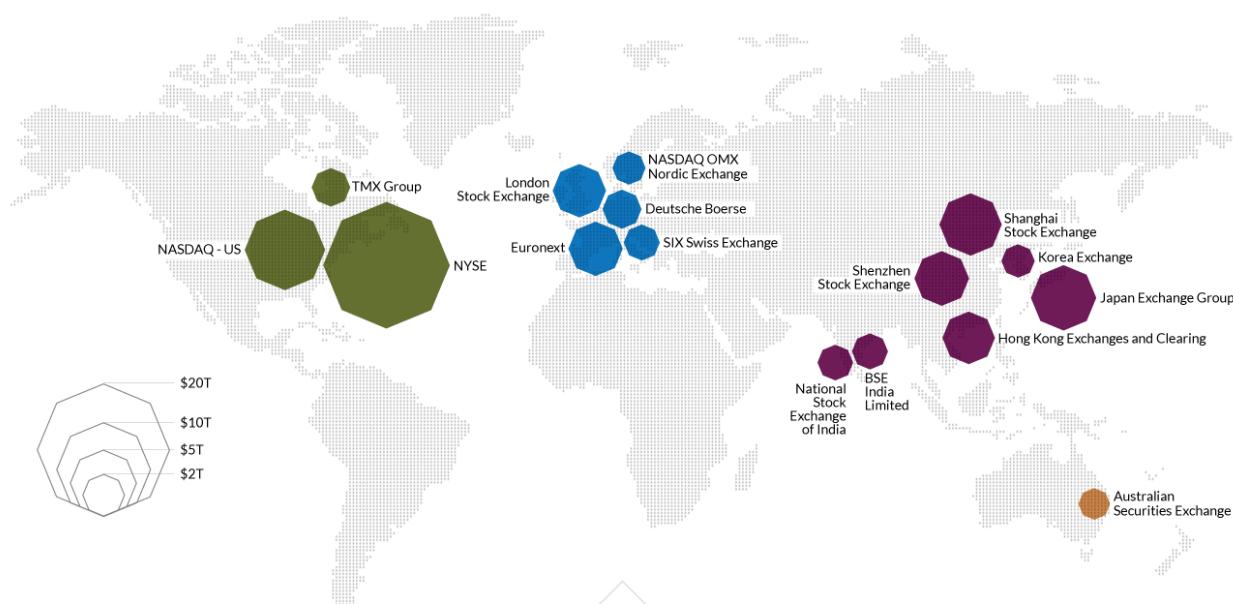 TMX Group
NASDAQ - US
NYSE
London
Stock Exchange
NASDAQ OMX
Nordic Exchange
Deutsche Boerse
Euronext
SIX Swiss Exchange
Shanghai
Stock Exchange
Korea Exchange
Shenzhen
Stock Exchange
Japan Exchange Group
Hong Kong Exchanges and Clearing
National
Stock
Exchange
of India
BSE
India
Limited
$20T
$10T
$5T
$2T
Australian
Securities Exchange